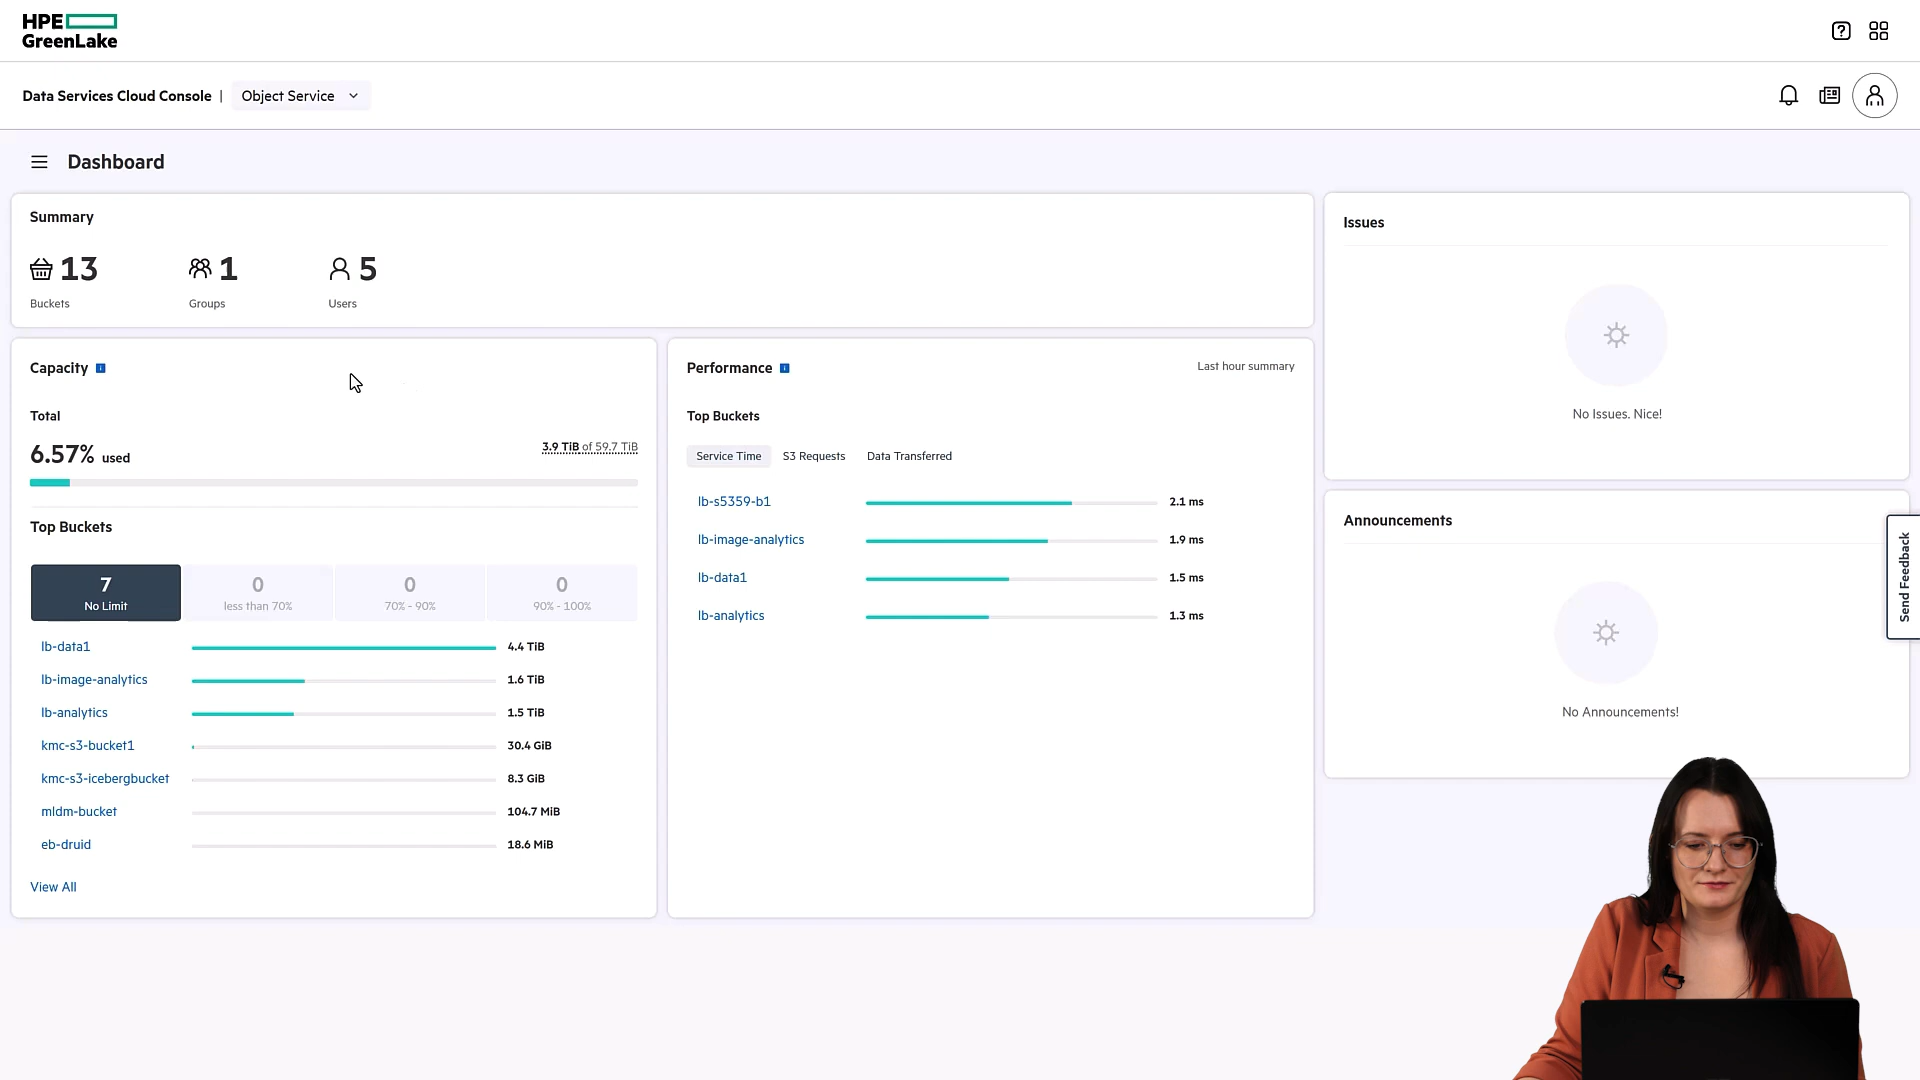 HPE
GreenLake
Data Services Cloud Console | Object Service
Dashboard
Summary
13
Buckets
1
Groups
5
Users
Capacity
Total
6.57% used
3.9 TiB of 59.7 TiB
Top Buckets
7
No Limit
0
less than 70%
0
70% - 90%
0
90% - 100%
lb-data1 4.4 TiB
lb-image-analytics 1.6 TiB
lb-analytics 1.5 TiB
kmc-s3-bucket1 30.4 GiB
kmc-s3-icebergbucket 8.3 GiB
mldm-bucket 104.7 MiB
eb-druid 18.6 MiB
View All
Performance
Last hour summary
Top Buckets
Service Time S3 Requests Data Transferred
lb-s5359-b1 2.1 ms
lb-image-analytics 1.9 ms
lb-data1 1.5 ms
lb-analytics 1.3 ms
Issues
No Issues. Nice!
Announcements
No Announcements!
Send Feedback